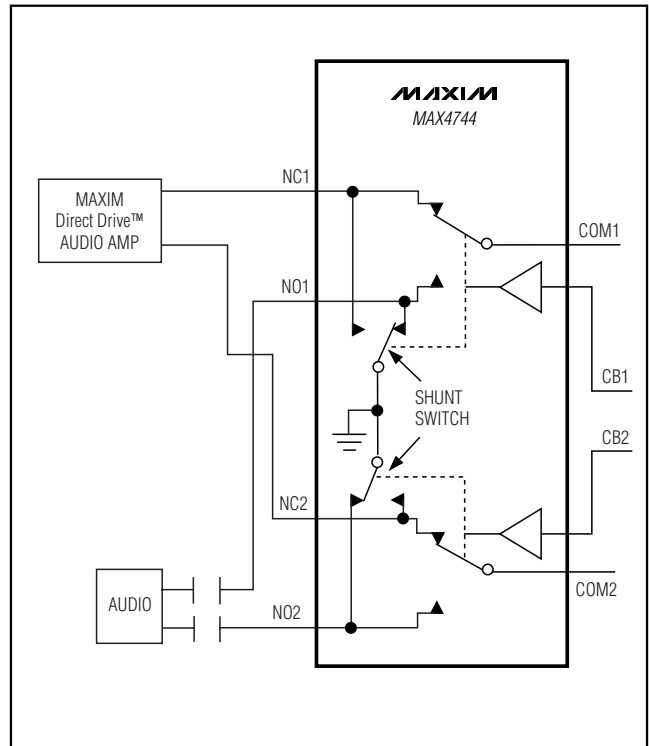 MAXIM
MAX4744
NC1
MAXIM
Direct Drive™
AUDIO AMP
COM1
NO1
CB1
SHUNT
SWITCH
CB2
NC2
COM2
AUDIO
NO2